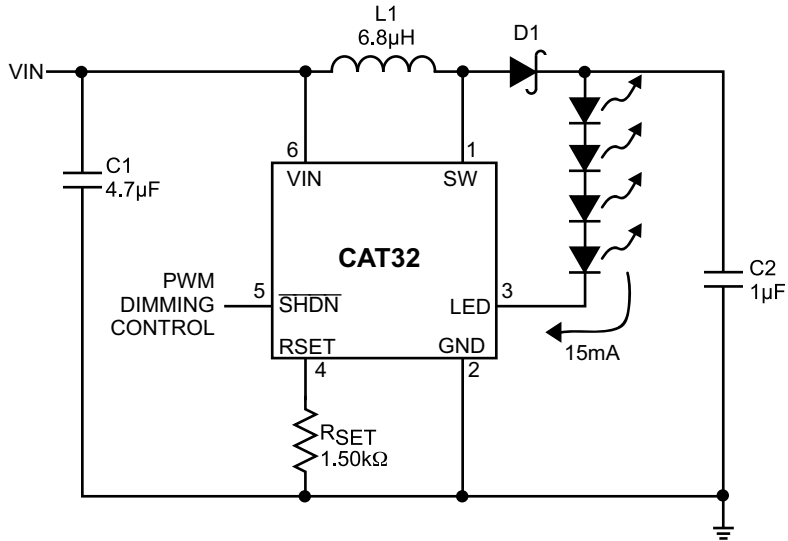 L1
6.8µH
D1
VIN
6
1
C1
4.7µF
VIN
SW
CAT32
PWM
DIMMING
CONTROL
5
SHDN
LED
3
C2
1µF
15mA
RSET
GND
4
2
RSET
1.50kΩ